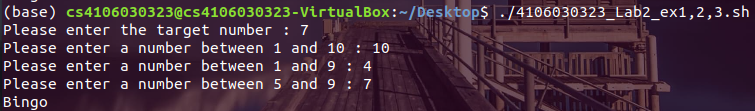 (base) cs4106030323@cs4106030323-VirtualBox:~/Desktop$ ./4106030323_Lab2_ex1,2,3.sh
Please enter the target number : 7
Please enter a number between 1 and 10 : 10
Please enter a number between 1 and 9 : 4
Please enter a number between 5 and 9 : 7
Bingo